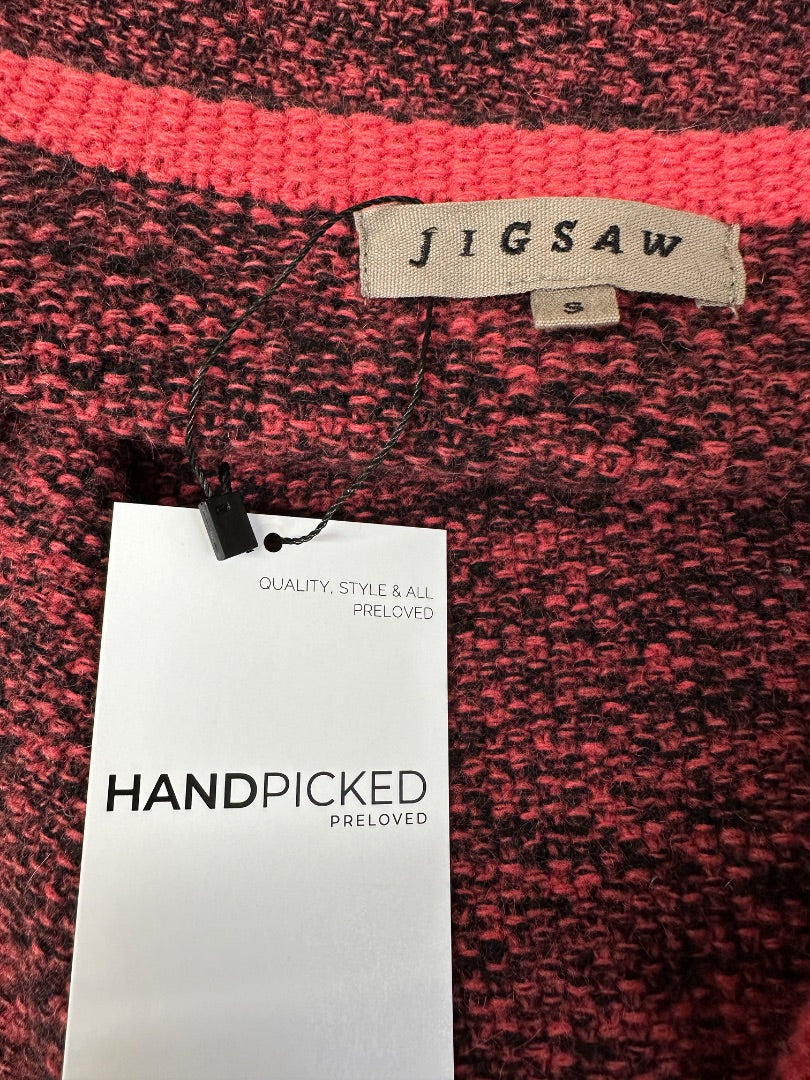 JIGSAW
S
QUALITY, STYLE & ALL
PRELOVED
HANDPICKED
PRELOVED